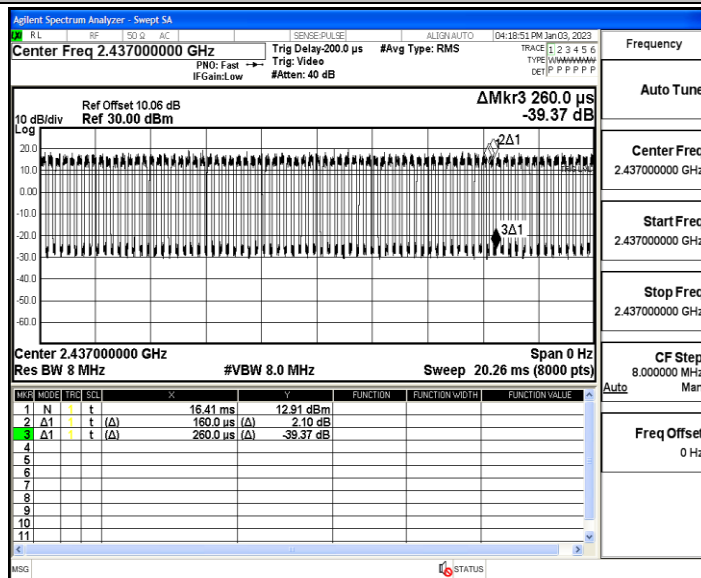 Agilent Spectrum Analyzer - Swept SA
RL RF 50 Ω AC SENSE:PULSE ALIGN AUTO 04:18:51 PM Jan 03, 2023
Center Freq 2.437000000 GHz
PNO: Fast
IFGain:Low
Trig Delay-200.0 µs
Trig: Video
#Atten: 40 dB
#Avg Type: RMS
TRACE 1 2 3 4 5 6
TYPE
DET P P P P P P
ΔMkr3 260.0 µs
-39.37 dB
Ref Offset 10.06 dB
10 dB/div Ref 30.00 dBm
Log
20.0
10.0
0.00
-10.0
-20.0
-30.0
-40.0
-50.0
-60.0
2Δ1
3Δ1
Center 2.437000000 GHz Span 0 Hz
Res BW 8 MHz #VBW 8.0 MHz Sweep 20.26 ms (8000 pts)
MKR MODE TRC SCL X Y FUNCTION FUNCTION WIDTH FUNCTION VALUE
1 N t 16.41 ms 12.91 dBm
2 Δ1 t (Δ) 160.0 µs (Δ) 2.10 dB
3 Δ1 t (Δ) 260.0 µs (Δ) -39.37 dB
4
5
6
7
8
9
10
11
MSG STATUS
Frequency
Auto Tune
Center Freq
2.437000000 GHz
Start Freq
2.437000000 GHz
Stop Freq
2.437000000 GHz
CF Step
8.000000 MHz
Auto Man
Freq Offset
0 Hz